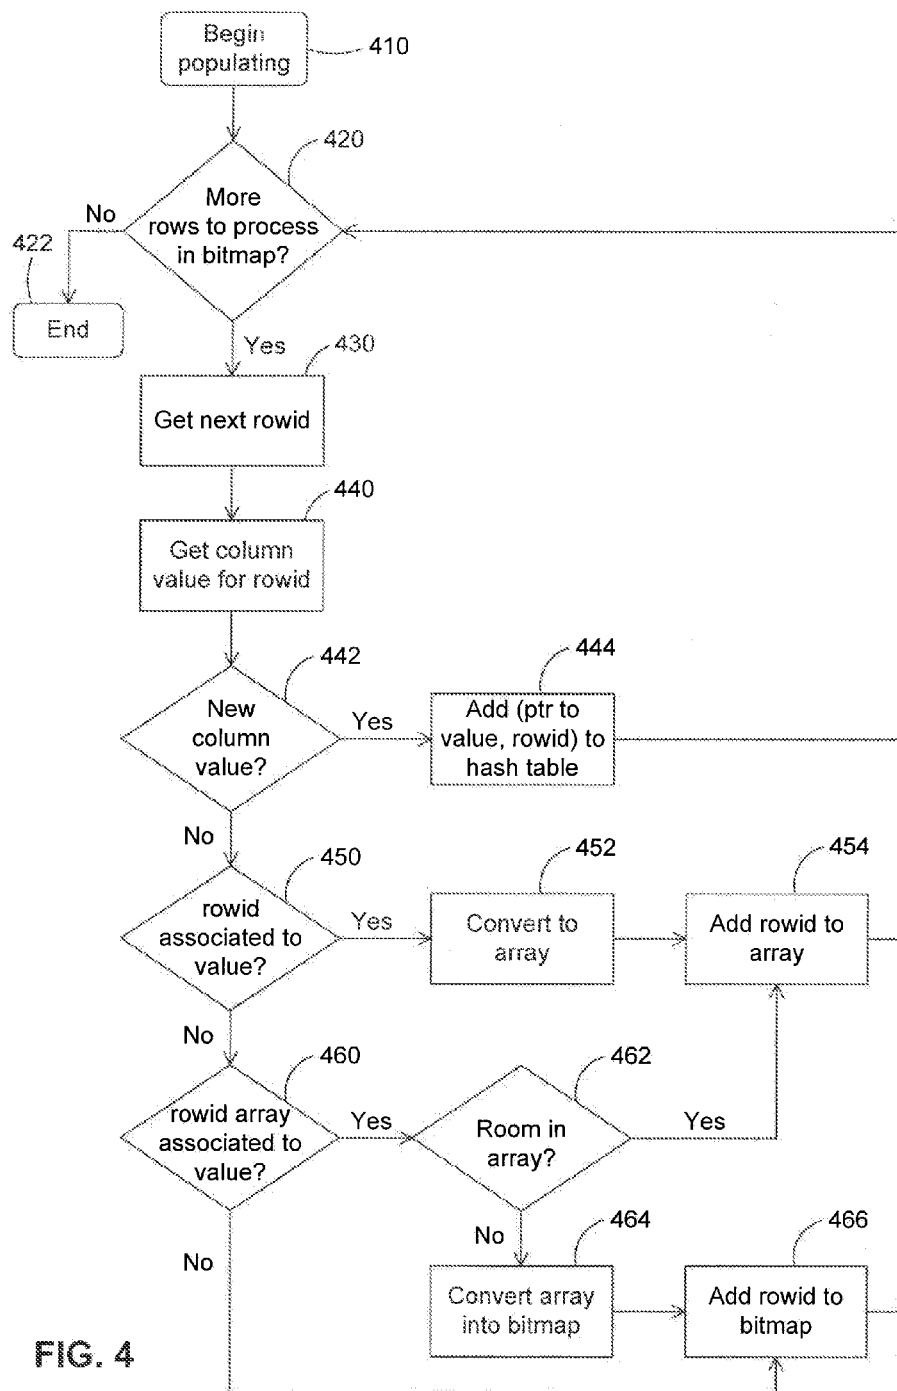 Begin
populating
410
420
More
rows to process
in bitmap?
No
422
End
Yes
430
Get next rowid
440
Get column
value for rowid
442
New
column
value?
Yes
444
Add (ptr to
value, rowid) to
hash table
No
450
rowid
associated to
value?
Yes
452
Convert to
array
454
Add rowid to
array
No
460
rowid array
associated to
value?
Yes
462
Room in
array?
Yes
No
464
Convert array
into bitmap
466
Add rowid to
bitmap
No
FIG. 4